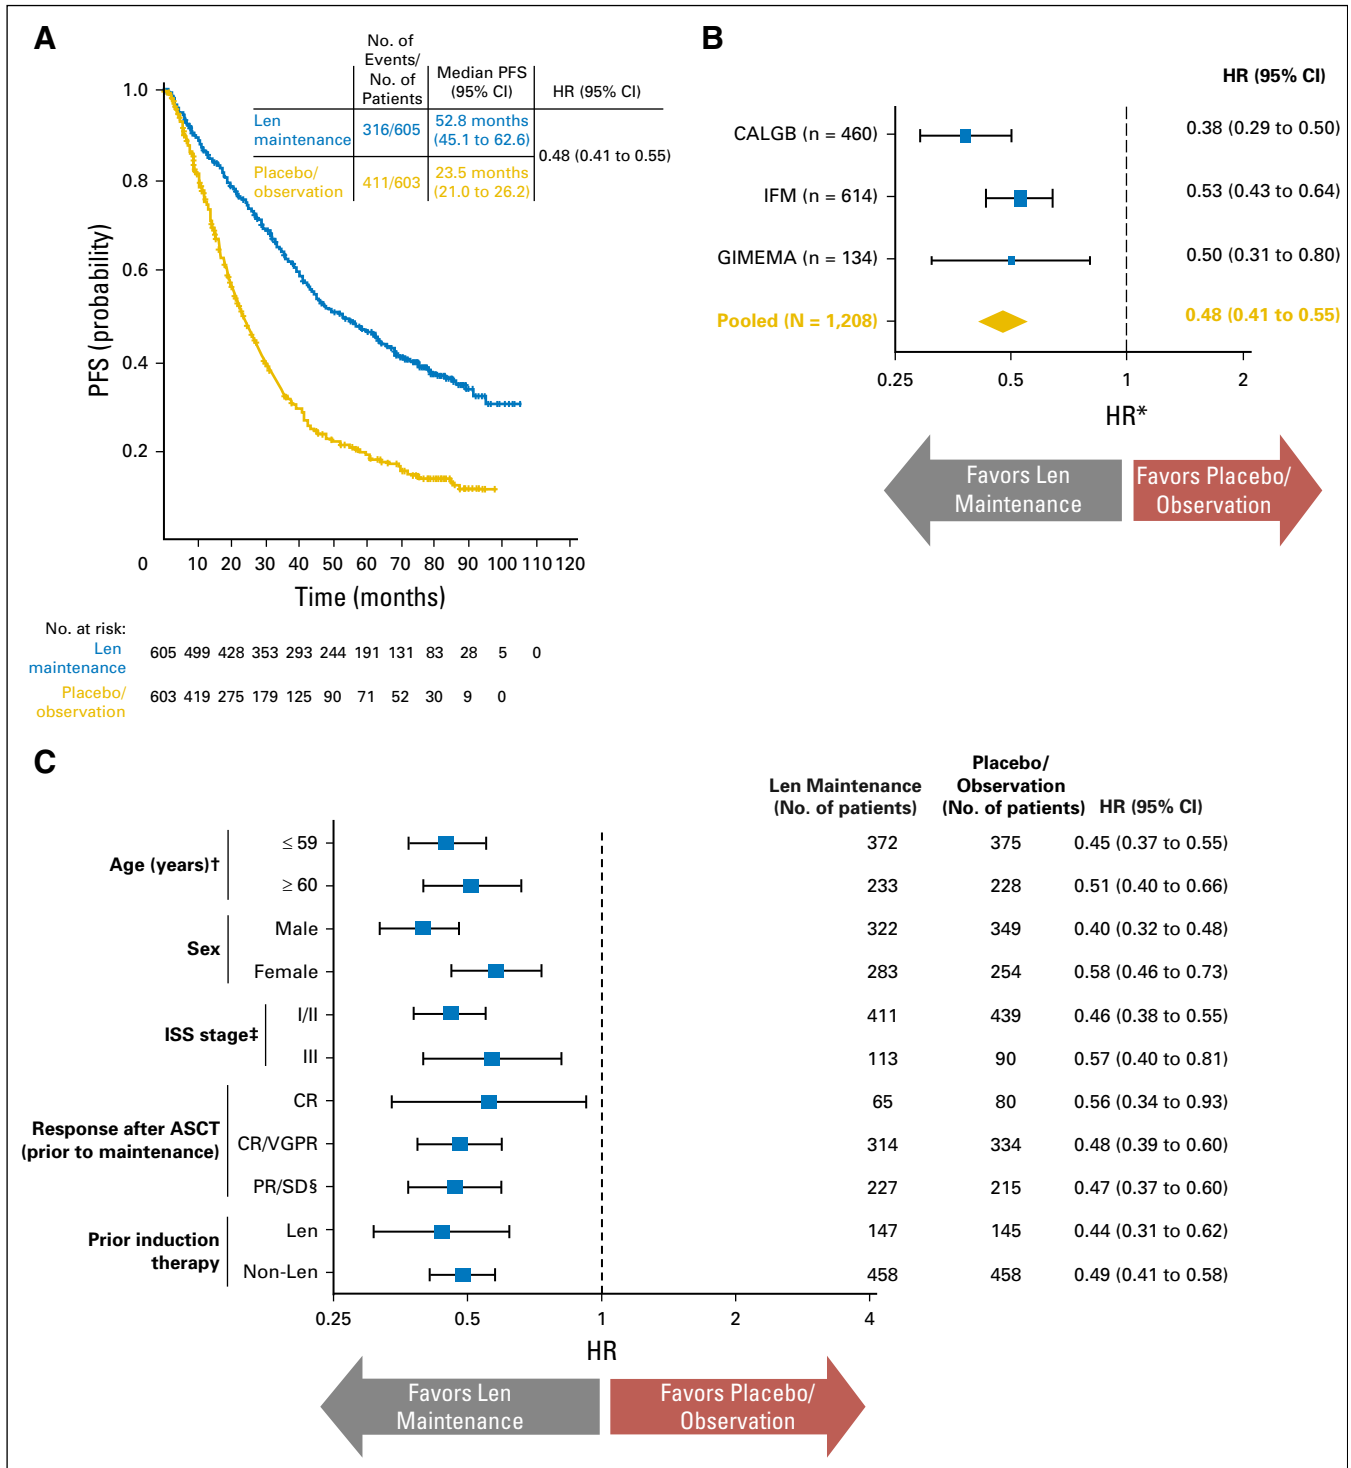 A
No. of
Events/
No. of
Patients
Median PFS
(95% CI)
HR (95% CI)
Len
maintenance
316/605
52.8 months
(45.1 to 62.6)
0.48 (0.41 to 0.55)
Placebo/
observation
411/603
23.5 months
(21.0 to 26.2)
PFS (probability)
1.0
0.8
0.6
0.4
0.2
0 10 20 30 40 50 60 70 80 90 100 110 120
Time (months)
No. at risk:
Len
maintenance
605 499 428 353 293 244 191 131 83 28 5 0
Placebo/
observation
603 419 275 179 125 90 71 52 30 9 0
B
HR (95% CI)
CALGB (n = 460) 0.38 (0.29 to 0.50)
IFM (n = 614) 0.53 (0.43 to 0.64)
GIMEMA (n = 134) 0.50 (0.31 to 0.80)
Pooled (N = 1,208) 0.48 (0.41 to 0.55)
0.25 0.5 1 2
HR*
Favors Len
Maintenance
Favors Placebo/
Observation
C
Len Maintenance
(No. of patients)
Placebo/
Observation
(No. of patients)
HR (95% CI)
Age (years)†
≤ 59 372 375 0.45 (0.37 to 0.55)
≥ 60 233 228 0.51 (0.40 to 0.66)
Sex
Male 322 349 0.40 (0.32 to 0.48)
Female 283 254 0.58 (0.46 to 0.73)
ISS stage‡
I/II 411 439 0.46 (0.38 to 0.55)
III 113 90 0.57 (0.40 to 0.81)
Response after ASCT
(prior to maintenance)
CR 65 80 0.56 (0.34 to 0.93)
CR/VGPR 314 334 0.48 (0.39 to 0.60)
PR/SD§ 227 215 0.47 (0.37 to 0.60)
Prior induction
therapy
Len 147 145 0.44 (0.31 to 0.62)
Non-Len 458 458 0.49 (0.41 to 0.58)
0.25 0.5 1 2 4
HR
Favors Len
Maintenance
Favors Placebo/
Observation